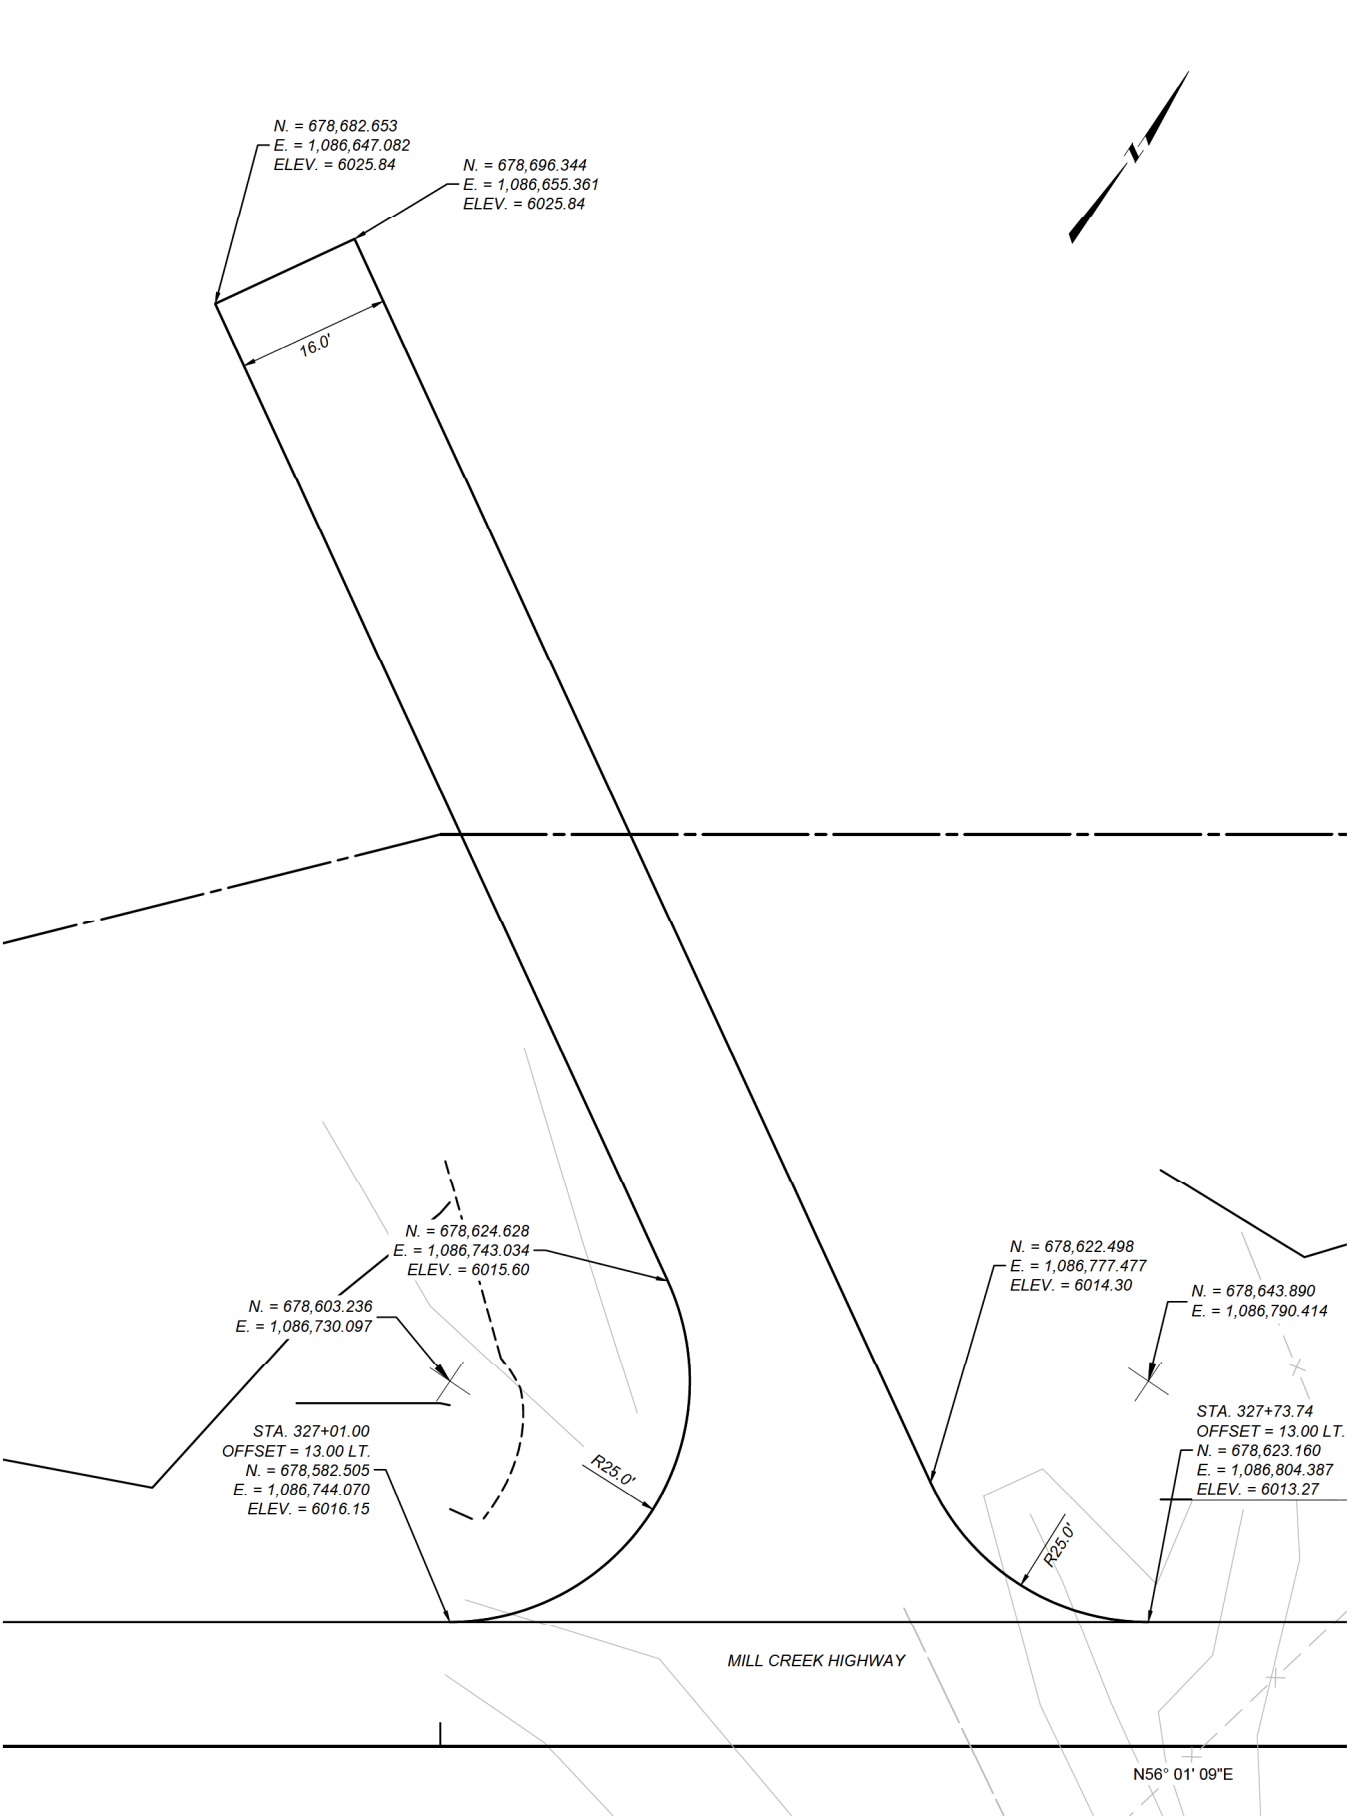 N
N. = 678,682.653
E. = 1,086,647.082
ELEV. = 6025.84
N. = 678,696.344
E. = 1,086,655.361
ELEV. = 6025.84
16.0'
N. = 678,624.628
E. = 1,086,743.034
ELEV. = 6015.60
N. = 678,622.498
E. = 1,086,777.477
ELEV. = 6014.30
N. = 678,603.236
E. = 1,086,730.097
N. = 678,643.890
E. = 1,086,790.414
STA. 327+01.00
OFFSET = 13.00 LT.
N. = 678,582.505
E. = 1,086,744.070
ELEV. = 6016.15
R25.0'
R25.0'
STA. 327+73.74
OFFSET = 13.00 LT.
N. = 678,623.160
E. = 1,086,804.387
ELEV. = 6013.27
MILL CREEK HIGHWAY
N56° 01' 09"E